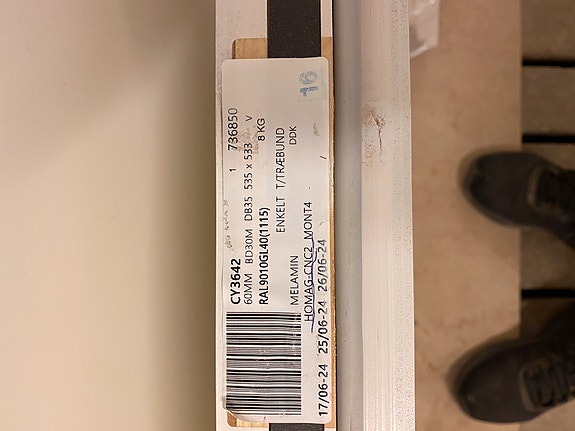 CV3642 1 736850
60MM BD30M DB35 535 x 533 V
RAL9010GL40(1115) 8 KG
ENKELT T/TRÆBUND
MELAMIN DDK
HOMAG-CNC2 MONT4
17/06-24 25/06-24 26/06-24
16